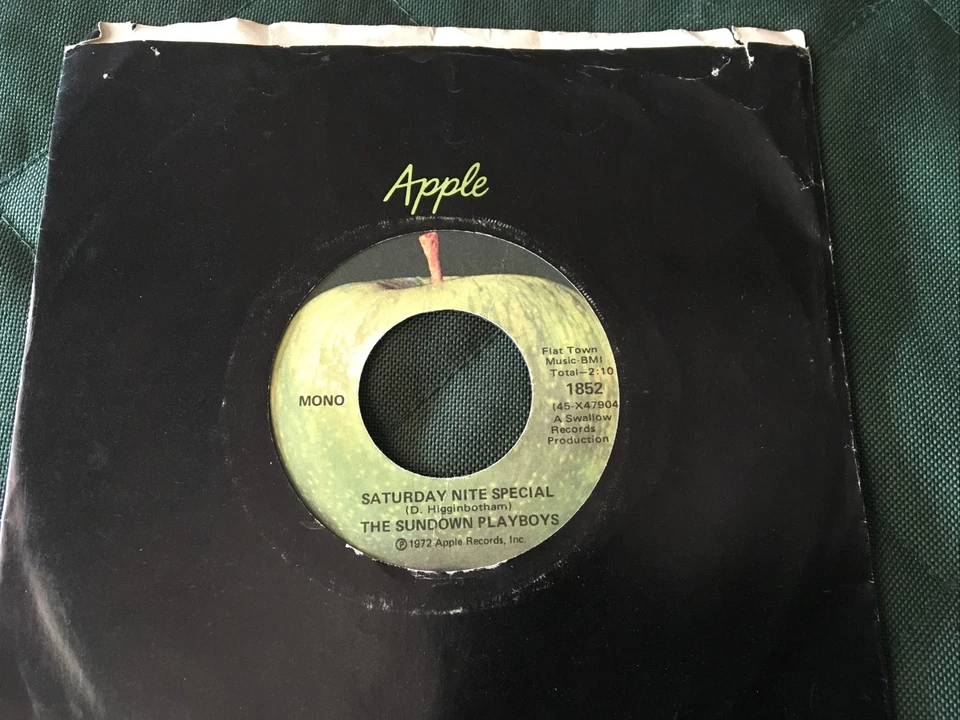 Apple
Flat Town
Music-BMI
Total—2:10
1852
MONO
(45-X47904
A Swallow
Records
Production
SATURDAY NITE SPECIAL
(D. Higginbotham)
THE SUNDOWN PLAYBOYS
Ⓟ1972 Apple Records, Inc.